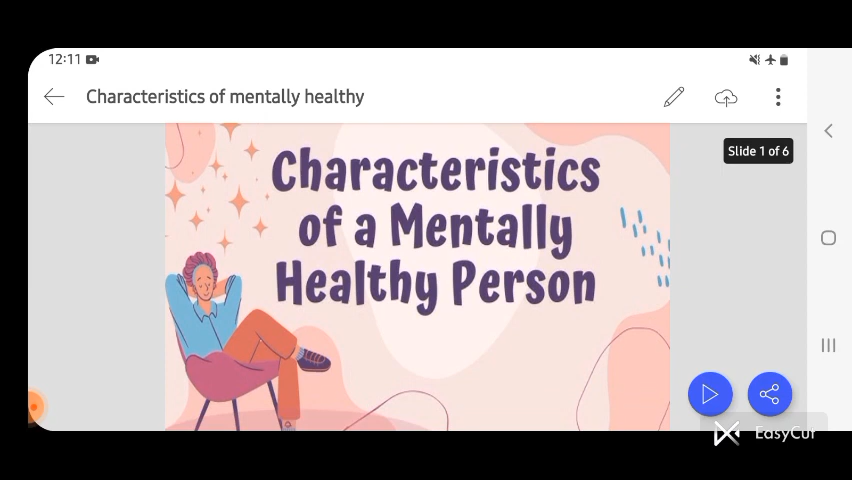 12:11
Characteristics of mentally healthy
Slide 1 of 6
Characteristics
of a Mentally
Healthy Person
EasyCut